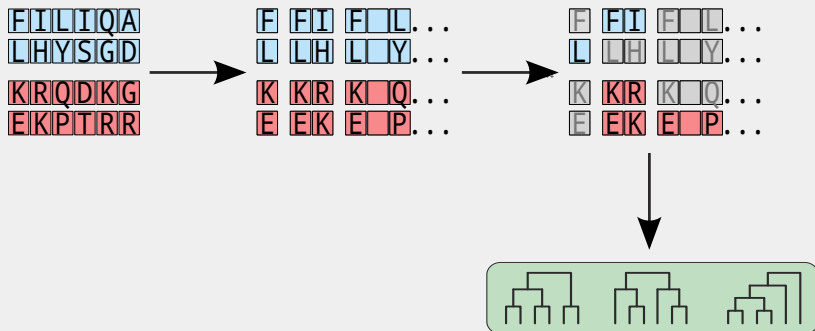 FILIQA F FI F L... F FI F L...
LHYSGD L LH L Y... L LH L Y...
KRQDKG K KR K Q... K KR K Q...
EKPTRR E EK E P... E EK E P...